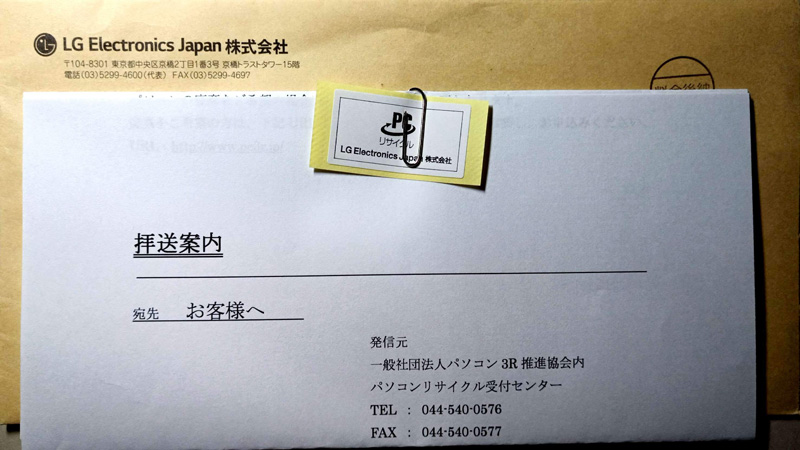 LG Electronics Japan 株式会社
〒104-8301 東京都中央区京橋2丁目1番3号 京橋トラストタワー15階
電話(03)5299-4600(代表) FAX(03)5299-4697
料金後納
PC
リサイクル
LG Electronics Japan 株式会社
拝送案内
宛先 お客様へ
発信元
一般社団法人パソコン 3R 推進協会内
パソコンリサイクル受付センター
TEL : 044-540-0576
FAX : 044-540-0577